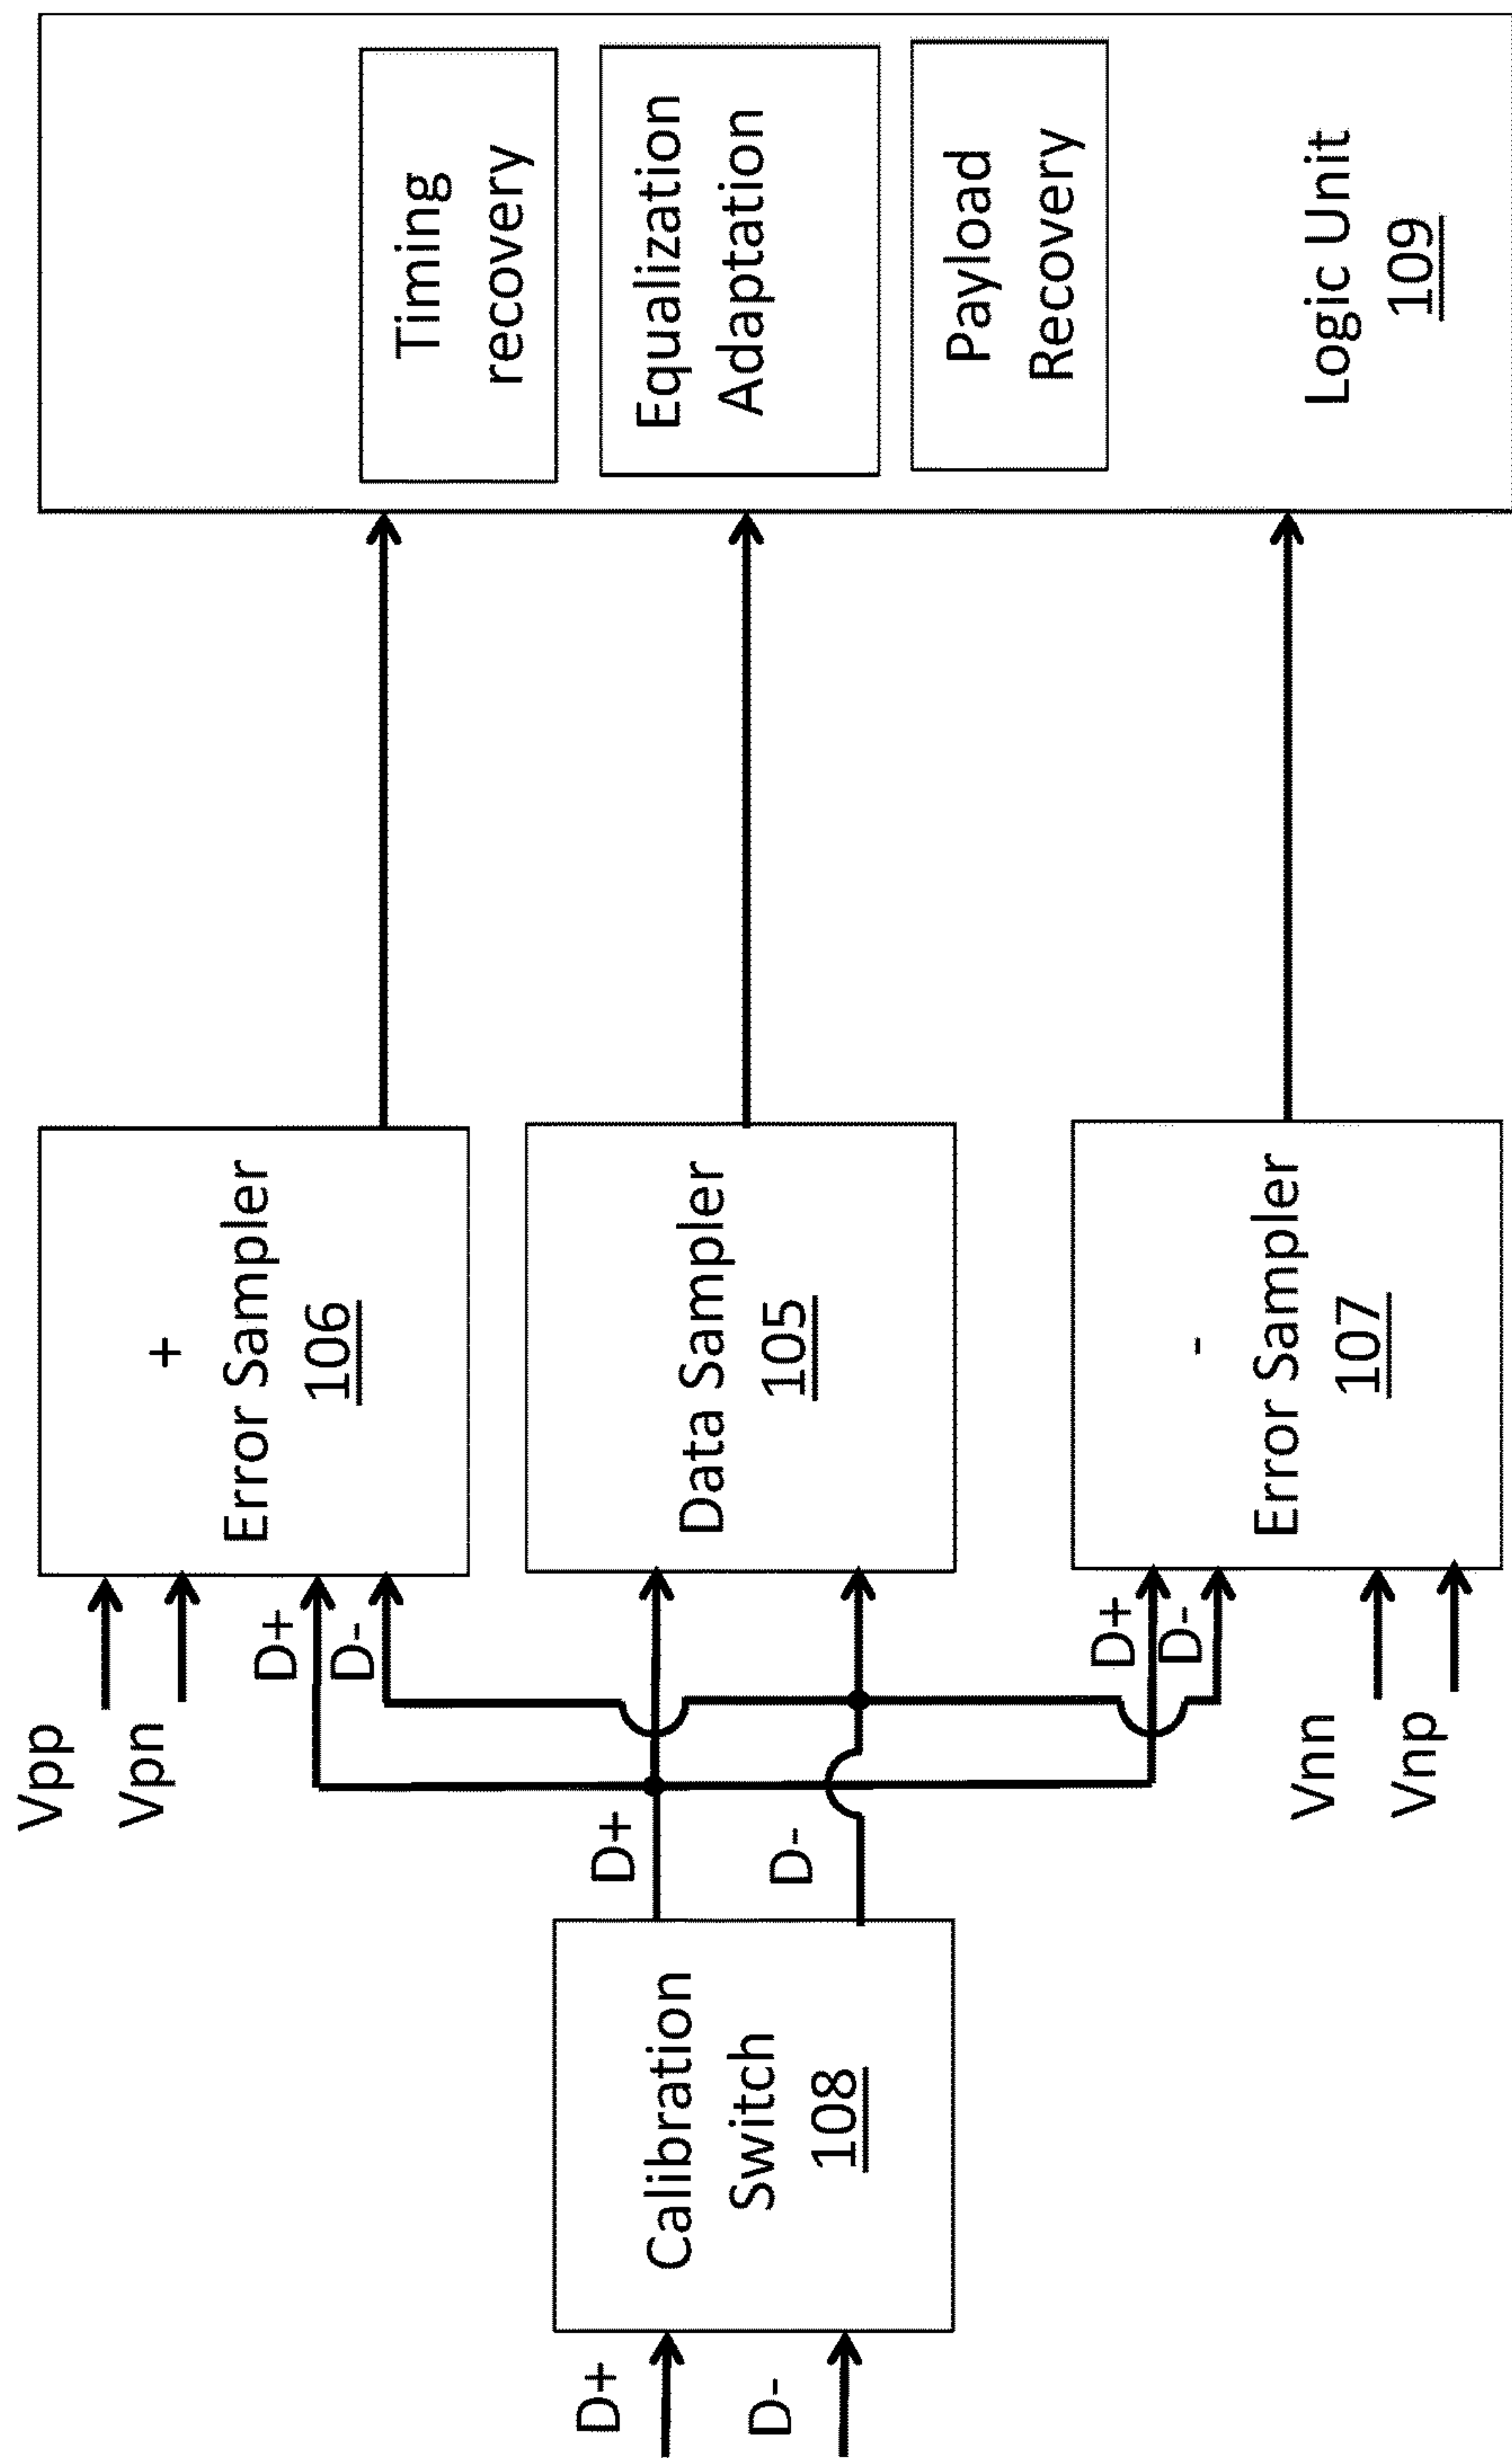 D+
D-
Calibration
Switch
108
D+
D-
Vpp
Vpn
D+
D-
+
Error Sampler
106
Data Sampler
105
D+
D-
Vnn
Vnp
-
Error Sampler
107
Timing
recovery
Equalization
Adaptation
Payload
Recovery
Logic Unit
109